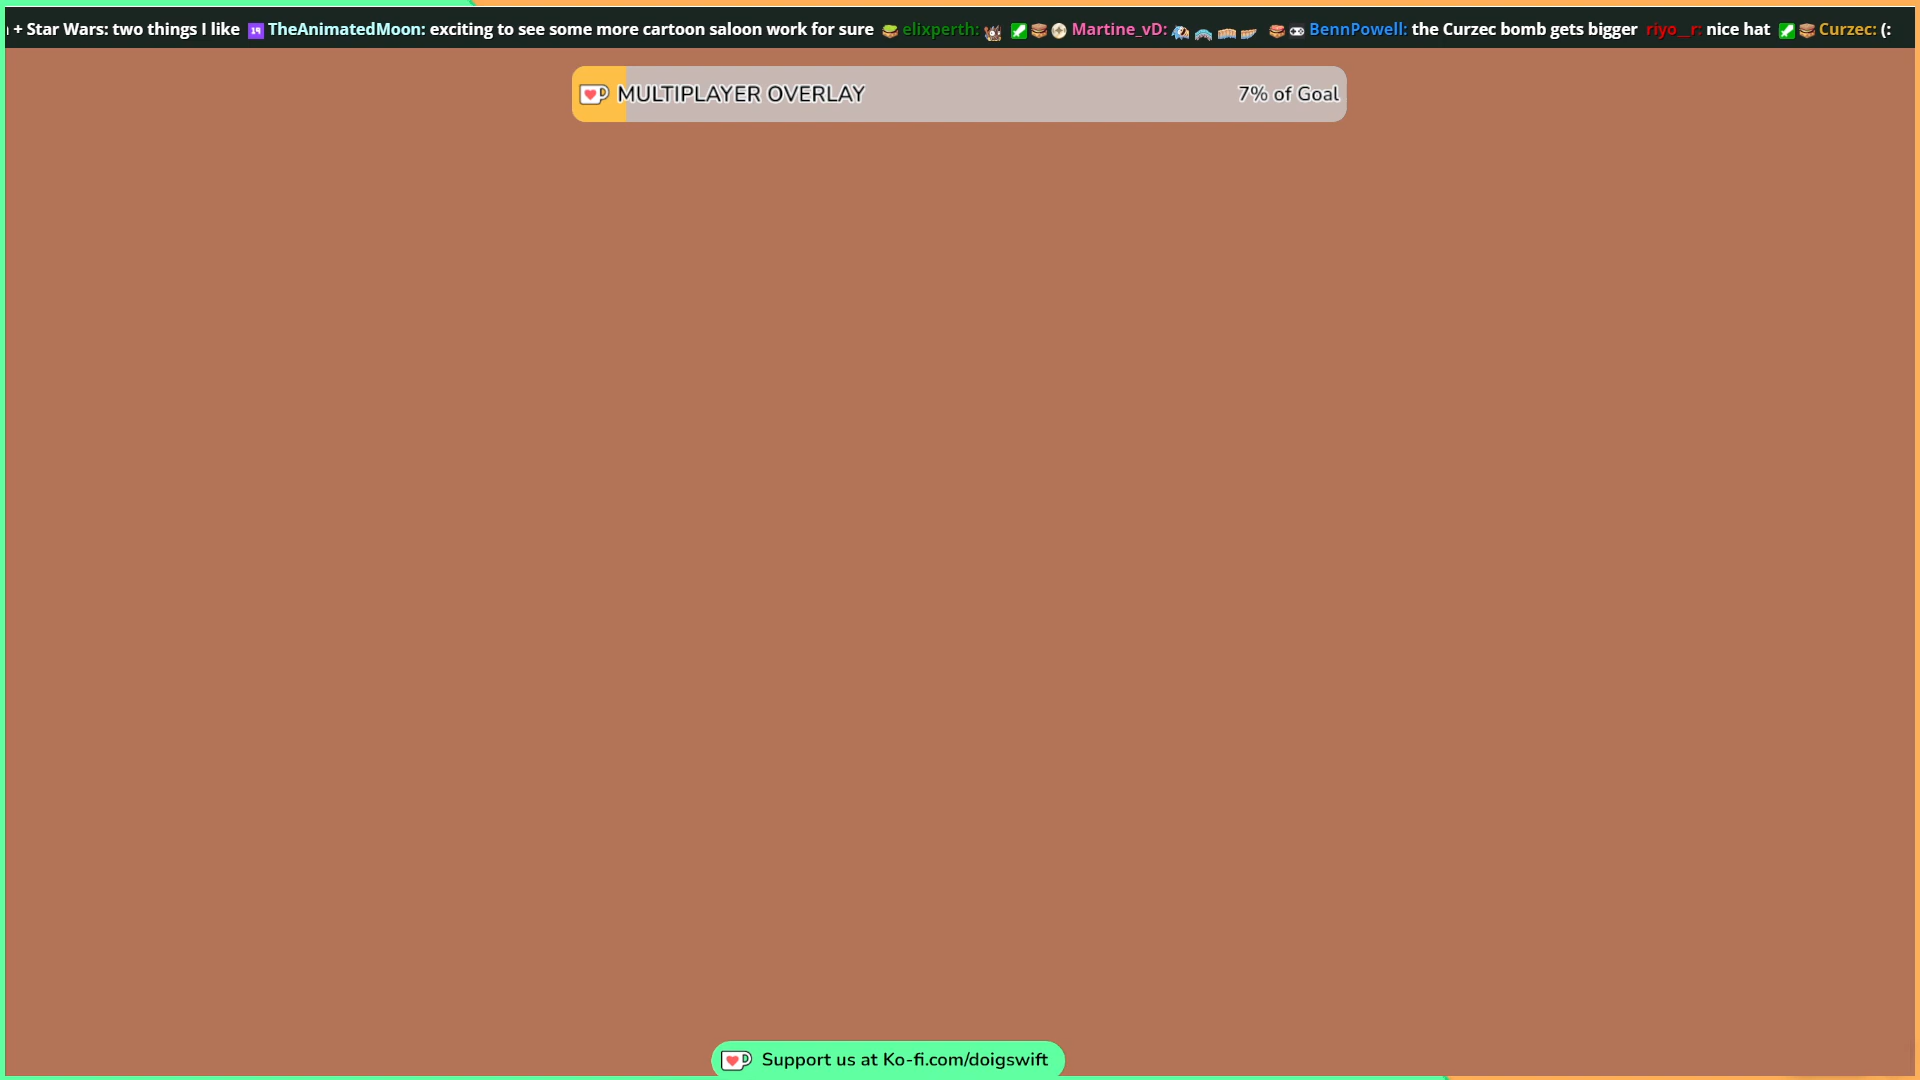 + Star Wars: two things I like 19 TheAnimatedMoon: exciting to see some more cartoon saloon work for sure elixperth: Martine_vD: BennPowell: the Curzec bomb gets bigger riyo__r: nice hat Curzec: (:
MULTIPLAYER OVERLAY 7% of Goal
Support us at Ko-fi.com/doigswift